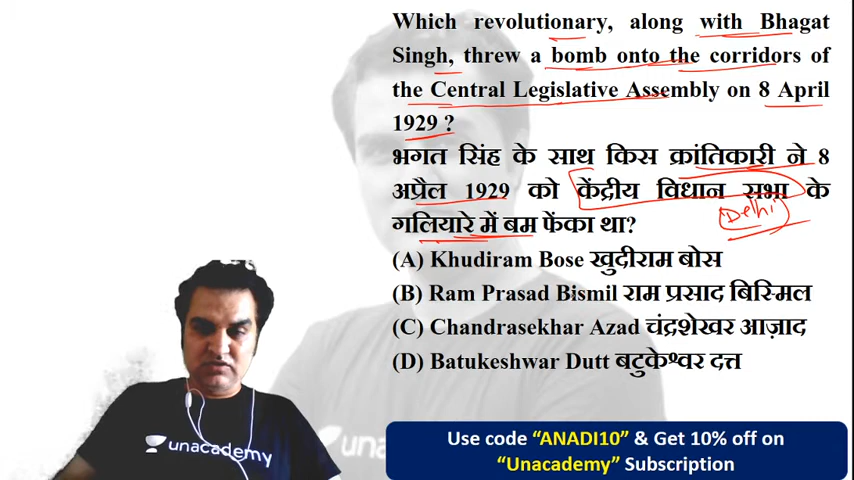 Which revolutionary, along with Bhagat
Singh, threw a bomb onto the corridors of
the Central Legislative Assembly on 8 April
1929 ?
भगत सिंह के साथ किस क्रांतिकारी ने 8
अप्रैल 1929 को केंद्रीय विधान सभा के
Delhi
गलियारे में बम फेंका था?
(A) Khudiram Bose खुदीराम बोस
(B) Ram Prasad Bismil राम प्रसाद बिस्मिल
(C) Chandrasekhar Azad चंद्रशेखर आज़ाद
(D) Batukeshwar Dutt बटुकेश्वर दत्त
unacademy
una
Use code “ANADI10” & Get 10% off on
“Unacademy” Subscription